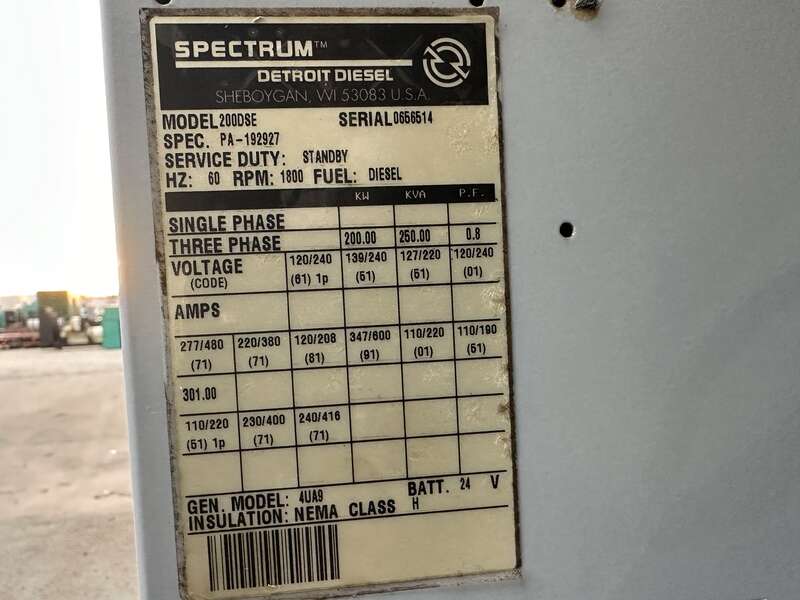 SPECTRUM™
DETROIT DIESEL
SHEBOYGAN, WI 53083 U.S.A.
MODEL 200DSE SERIAL 0656514
SPEC. PA-192927
SERVICE DUTY: STANDBY
HZ: 60 RPM: 1800 FUEL: DIESEL
KW KVA P.F.
SINGLE PHASE
THREE PHASE 200.00 250.00 0.8
VOLTAGE 120/240 139/240 127/220 120/240
(CODE) (61) 1p (61) (61) (01)
AMPS
277/480 220/380 120/208 347/600 110/220 110/190
(71) (71) (81) (91) (01) (61)
301.00
110/220 230/400 240/416
(61) 1p (71) (71)
GEN. MODEL: 4UA9 BATT. 24 V
INSULATION: NEMA CLASS H